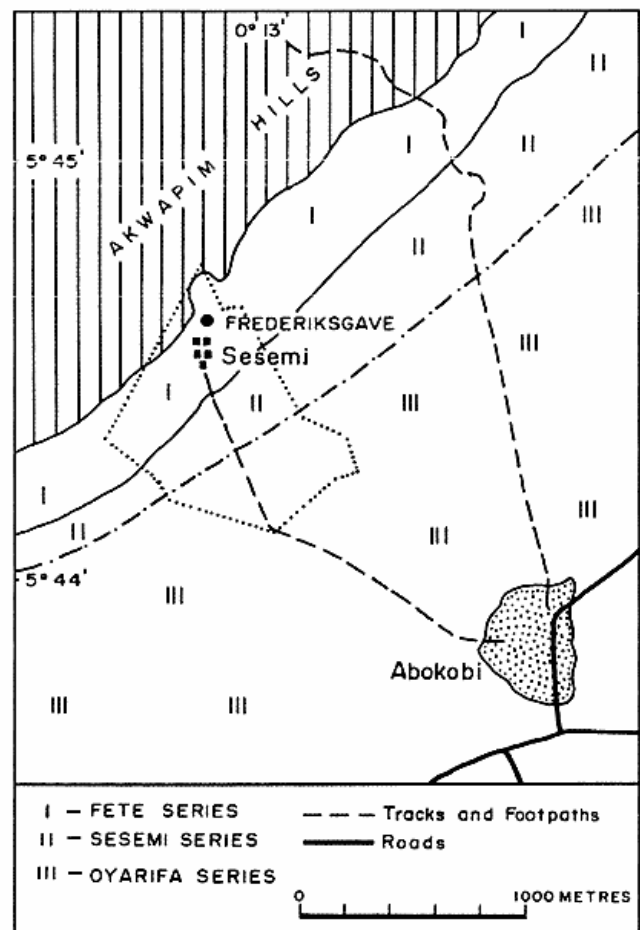 0° 13'
I
II
AKWAPIM HILLS
5° 45'
I
II
III
I
II
FREDERIKSGAVE
III
Sesemi
I
II
III
I
II
III
III
5° 44'
III
Abokobi
III
III
I – FETE SERIES
II – SESEMI SERIES
III – OYARIFA SERIES
Tracks and Footpaths
Roads
0
1000 METRES